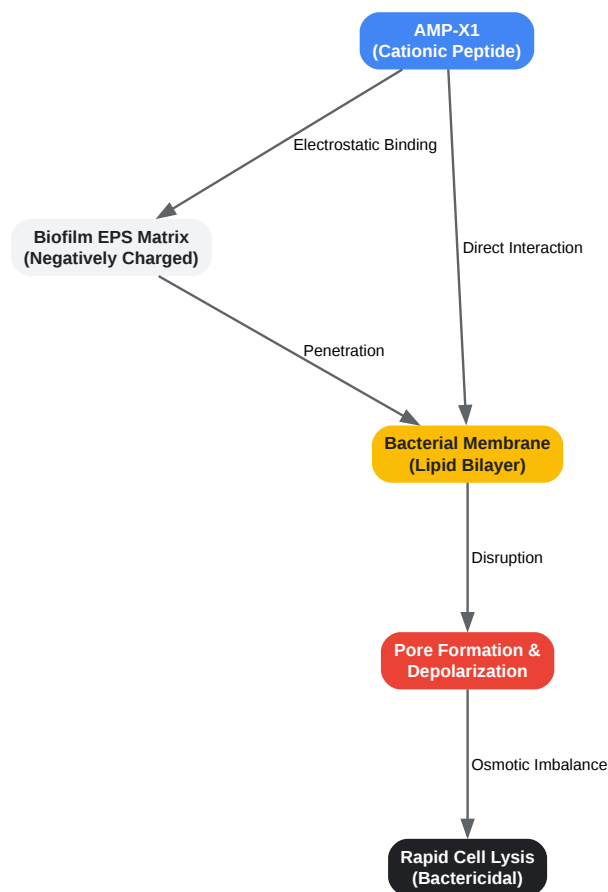 AMP-X1
(Cationic Peptide)
Electrostatic Binding
Biofilm EPS Matrix
(Negatively Charged)
Direct Interaction
Penetration
Bacterial Membrane
(Lipid Bilayer)
Disruption
Pore Formation &
Depolarization
Osmotic Imbalance
Rapid Cell Lysis
(Bactericidal)